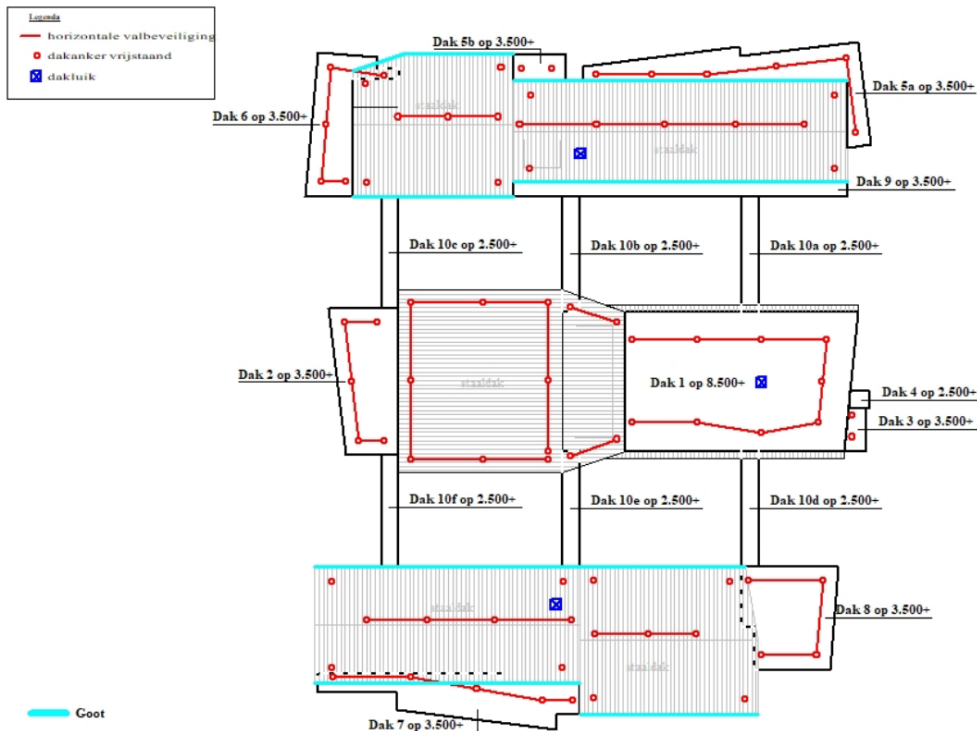 Legenda
horizontale valbeveiliging
dakanker vrijstaand
dakluik
Dak 5b op 3.500+
Dak 5a op 3.500+
Dak 6 op 3.500+
staaldak
staaldak
Dak 9 op 3.500+
Dak 10c op 2.500+
Dak 10b op 2.500+
Dak 10a op 2.500+
Dak 2 op 3.500+
staaldak
Dak 1 op 8.500+
Dak 4 op 2.500+
Dak 3 op 3.500+
Dak 10f op 2.500+
Dak 10e op 2.500+
Dak 10d op 2.500+
staaldak
Dak 8 op 3.500+
staaldak
Goot
Dak 7 op 3.500+